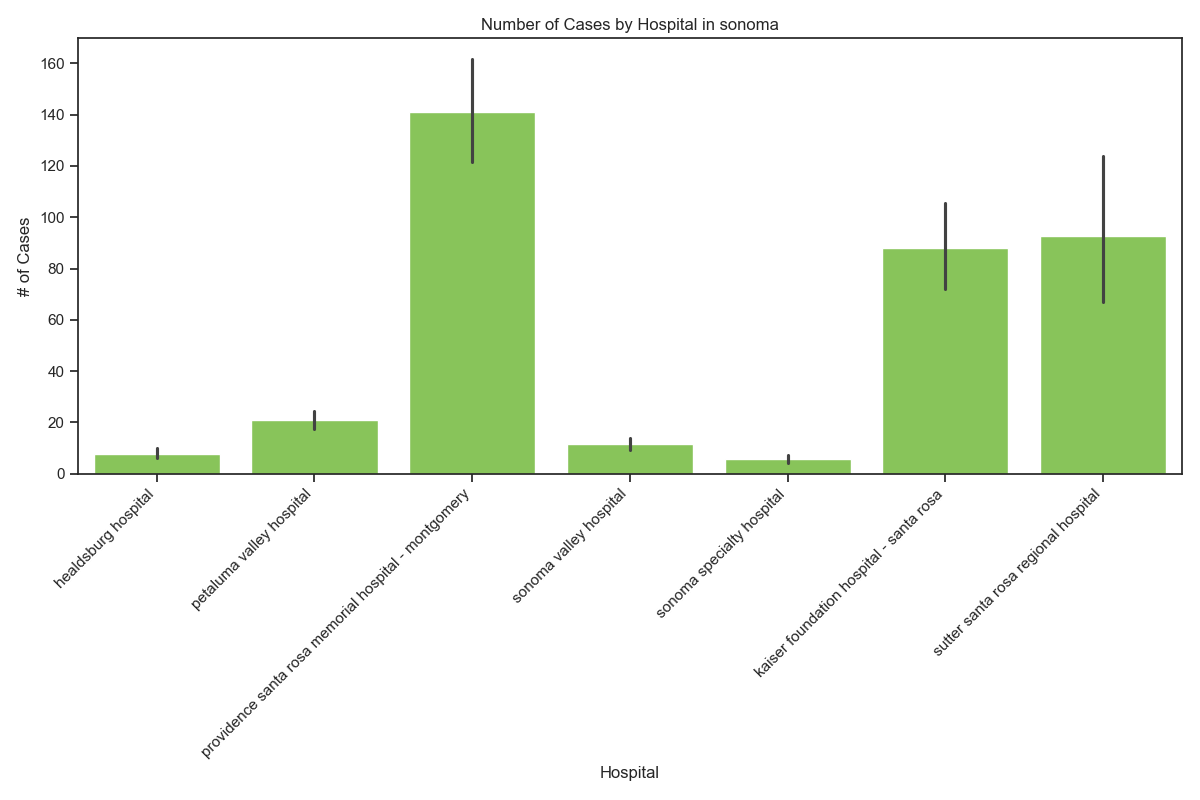 Number of Cases by Hospital in sonoma
# of Cases
160
140
120
100
80
60
40
20
0
healdsburg hospital
petaluma valley hospital
providence santa rosa memorial hospital - montgomery
sonoma valley hospital
sonoma specialty hospital
kaiser foundation hospital - santa rosa
sutter santa rosa regional hospital
Hospital